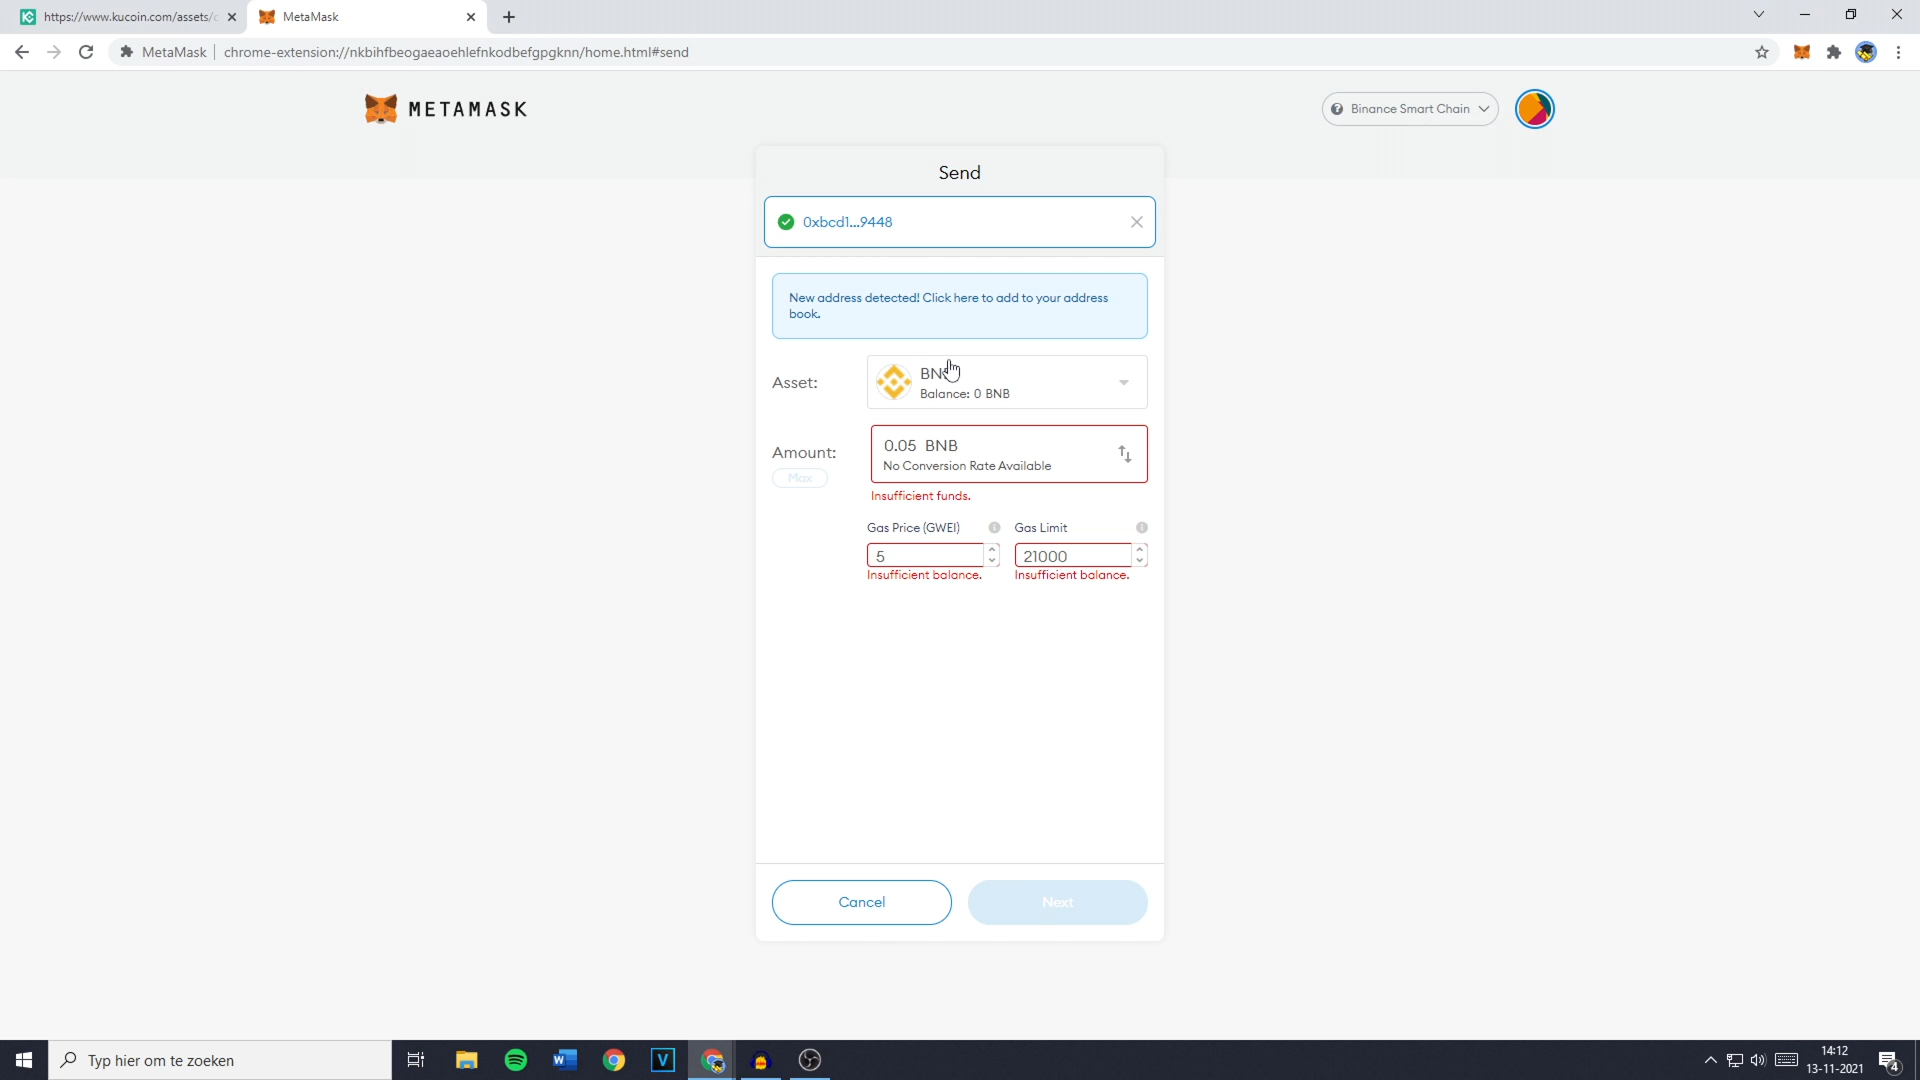 https://www.kucoin.com/assets/
MetaMask
MetaMask
chrome-extension://nkbihfbeogaeaoehlefnkodbefgpgknn/home.html#send
METAMASK
Binance Smart Chain
Send
0xbcd1...9448
New address detected! Click here to add to your address
book.
Asset:
BN
Balance: 0 BNB
Amount:
Max
0.05 BNB
No Conversion Rate Available
Insufficient funds.
Gas Price (GWEI)
Gas Limit
5
21000
Insufficient balance.
Insufficient balance.
Cancel
Next
Typ hier om te zoeken
14:12
13-11-2021
4